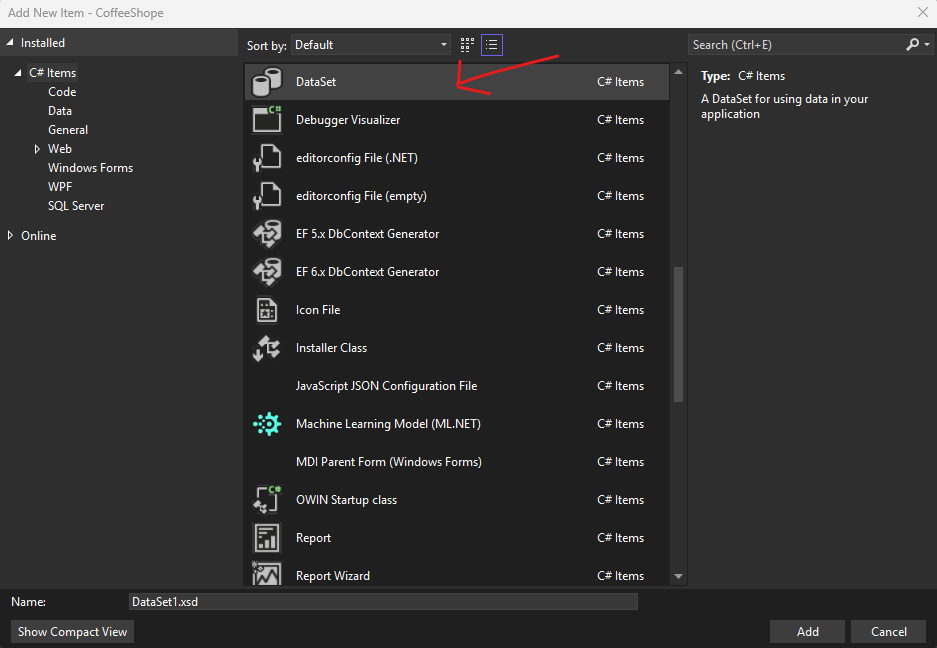 Add New Item - CoffeeShope
Installed
C# Items
Code
Data
General
Web
Windows Forms
WPF
SQL Server
Online
Sort by: Default
DataSet C# Items
Debugger Visualizer C# Items
editorconfig File (.NET) C# Items
editorconfig File (empty) C# Items
EF 5.x DbContext Generator C# Items
EF 6.x DbContext Generator C# Items
Icon File C# Items
Installer Class C# Items
JavaScript JSON Configuration File C# Items
Machine Learning Model (ML.NET) C# Items
MDI Parent Form (Windows Forms) C# Items
OWIN Startup class C# Items
Report C# Items
Report Wizard C# Items
Search (Ctrl+E)
Type: C# Items
A DataSet for using data in your
application
Name: DataSet1.xsd
Show Compact View
Add
Cancel